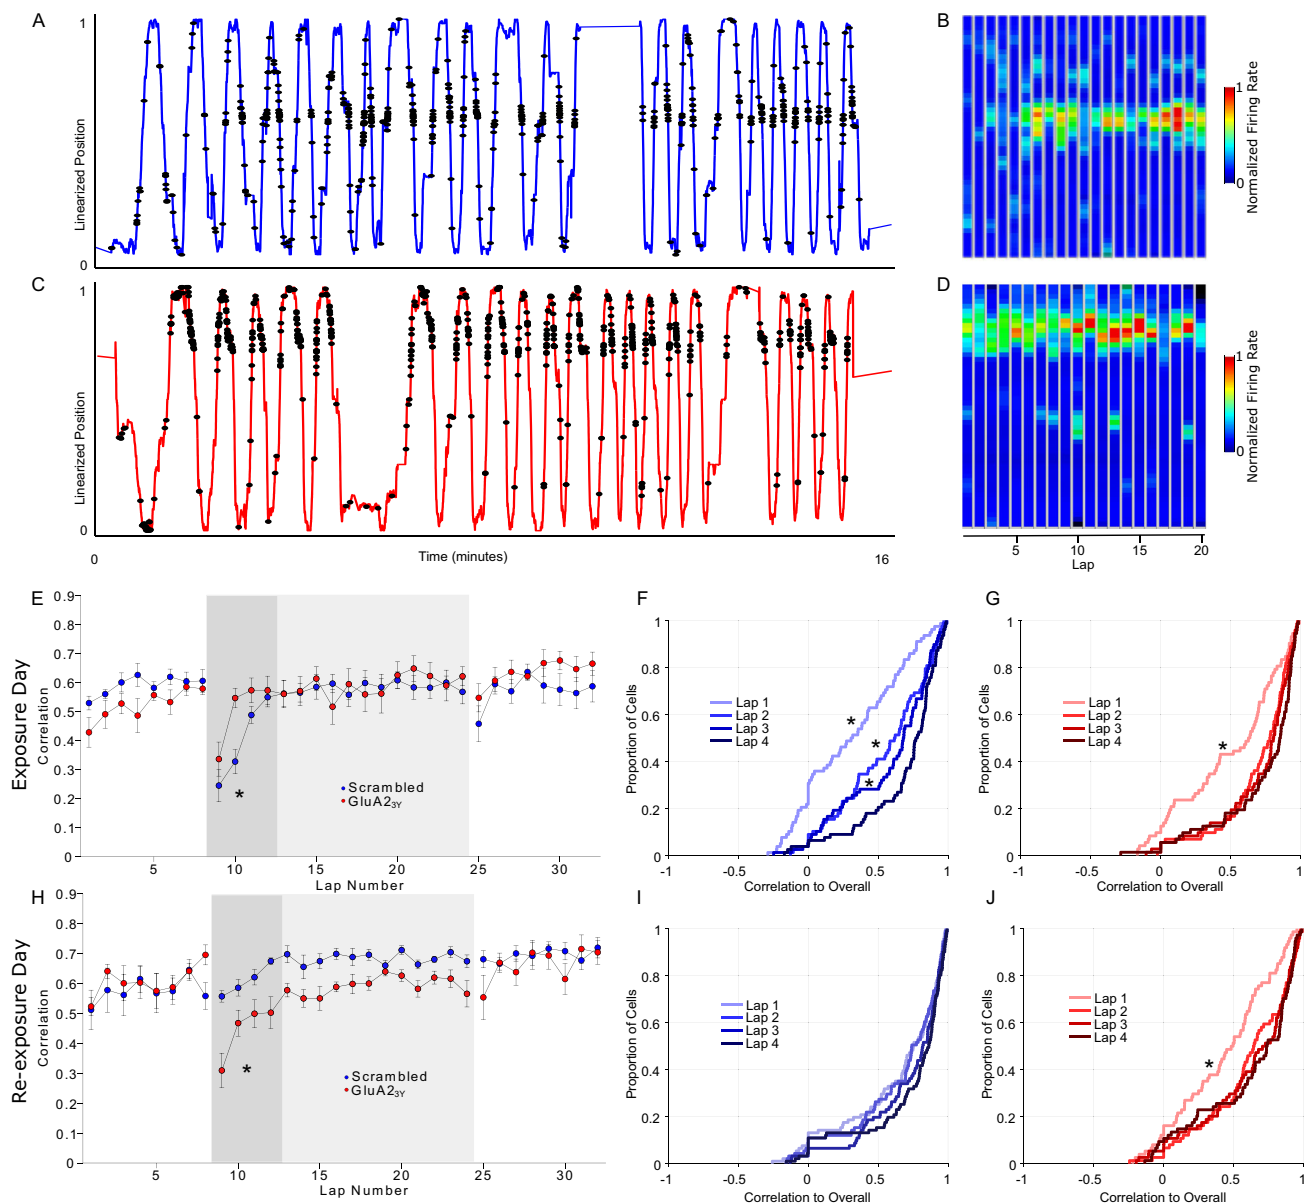 A
1
Linearized Position
0
B
1
0
Normalized Firing Rate
C
1
Linearized Position
0
0
Time (minutes)
16
D
1
0
Normalized Firing Rate
5
10
15
20
Lap
E
Exposure Day
Correlation
0.9
0.8
0.7
0.6
0.5
0.4
0.3
0.2
0.1
0
*
Scrambled
GluA23Y
5
10
15
20
25
30
Lap Number
F
Proportion of Cells
1
0.8
0.6
0.4
0.2
0
Lap 1
Lap 2
Lap 3
Lap 4
*
*
*
-1
-0.5
0
0.5
1
Correlation to Overall
G
Proportion of Cells
1
0.8
0.6
0.4
0.2
0
Lap 1
Lap 2
Lap 3
Lap 4
*
-1
-0.5
0
0.5
1
Correlation to Overall
H
Re-exposure Day
Correlation
0.9
0.8
0.7
0.6
0.5
0.4
0.3
0.2
0.1
0
*
Scrambled
GluA23Y
5
10
15
20
25
30
Lap Number
I
Proportion of Cells
1
0.8
0.6
0.4
0.2
0
Lap 1
Lap 2
Lap 3
Lap 4
-1
-0.5
0
0.5
1
Correlation to Overall
J
Proportion of Cells
1
0.8
0.6
0.4
0.2
0
Lap 1
Lap 2
Lap 3
Lap 4
*
-1
-0.5
0
0.5
1
Correlation to Overall